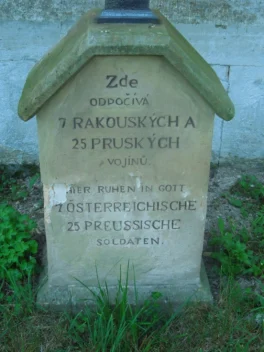 Zde
ODPOČÍVÁ
7 RAKOUSKÝCH A
25 PRUSKÝCH
VOJÍNŮ.
HIER RUHEN IN GOTT
7 ÖSTERREICHISCHE
25 PREUSSISCHE
SOLDATEN.